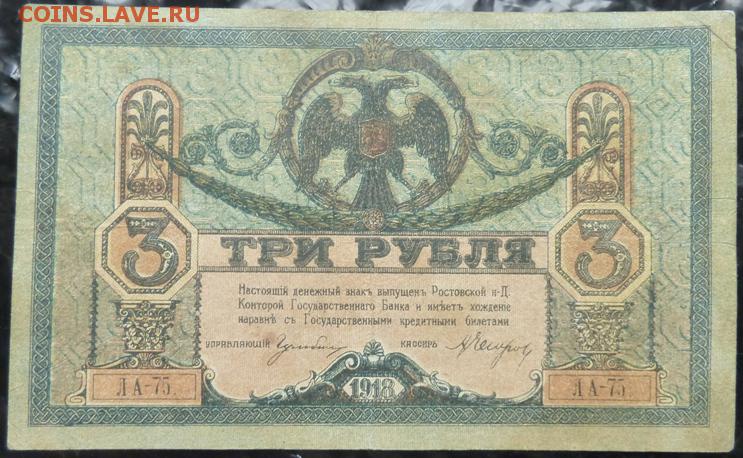 COINS.LAVE.RU
3 ТРИ РУБЛЯ 3
Настоящій денежный знакъ выпущенъ Ростовской н-Д.
Конторой Государственнаго Банка и имѣетъ хожденіе
наравнѣ съ Государственными кредитными билетами
УПРАВЛЯЮЩІЙ КАССИРЪ
ЛА-75. 1918 ЛА-75.